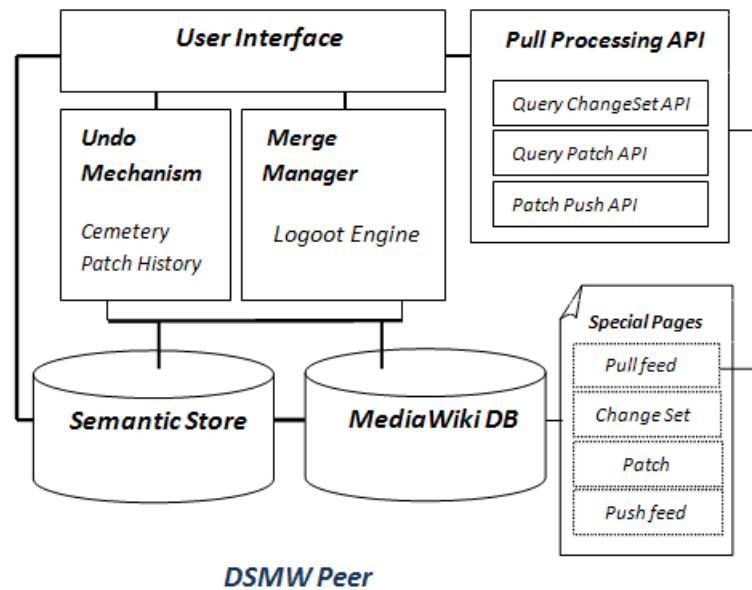 User Interface
Pull Processing API
Query ChangeSet API
Query Patch API
Patch Push API
Undo
Mechanism
Cemetery
Patch History
Merge
Manager
Logoot Engine
Special Pages
Pull feed
Change Set
Patch
Push feed
Semantic Store
MediaWiki DB
DSMW Peer